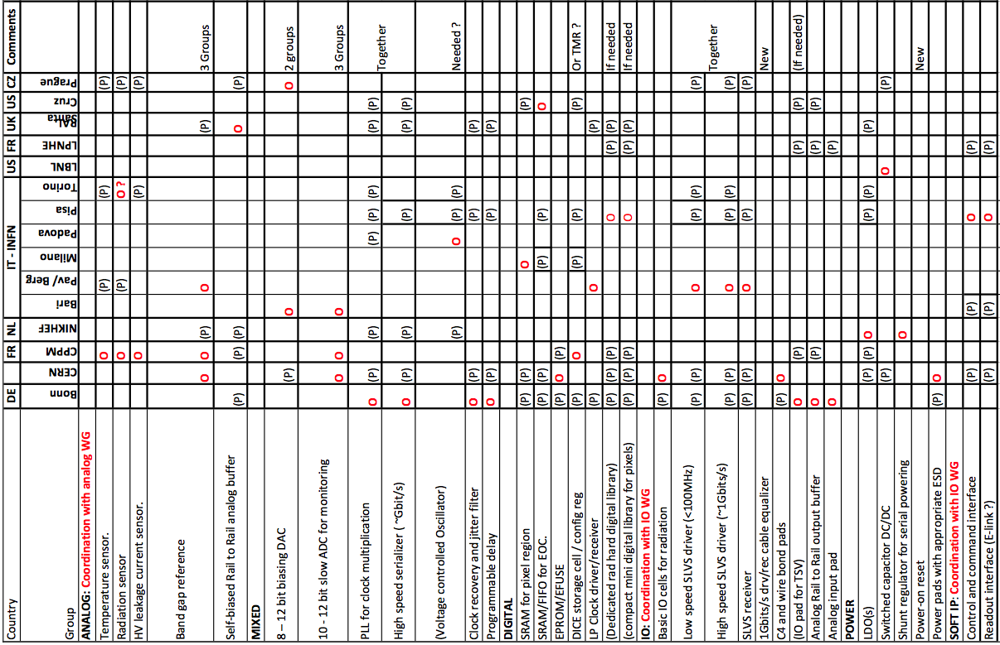 Country DE FR NL IT - INFN US FR UK US CZ Comments
Group Bonn CERN CPPM NIKHEF Bari Pav/ Berg Milano Padova Pisa Torino LBNL LPNHE RAL Santa Cruz Prague
ANALOG: Coordination with analog WG
Temperature sensor. O (P) (P) (P)
Radiation sensor O (P) O ? (P)
HV leakage current sensor. O (P) (P)
Band gap reference O O (P) O (P) 3 Groups
Self-biased Rail to Rail analog buffer (P) (P) (P) O (P)
MIXED
8 – 12 bit biasing DAC (P) O O 2 groups
10 - 12 bit slow ADC for monitoring O O O 3 Groups
PLL for clock multiplication O (P) (P) (P) (P) (P) (P) (P) Together
High speed serializer ( ~Gbit/s) O (P) (P) (P) (P) (P)
(Voltage controlled Oscillator) (P) O (P) (P) Needed ?
Clock recovery and jitter filter O (P) (P) (P)
Programmable delay O (P) (P) (P)
DIGITAL
SRAM for pixel region (P) (P) O (P)
SRAM/FIFO for EOC. (P) (P) (P) (P) O
EPROM/EFUSE (P) O (P)
DICE storage cell / config reg (P) (P) O (P) (P) (P) Or TMR ?
LP Clock driver/receiver (P) (P) O (P)
(Dedicated rad hard digital library) (P) (P) (P) O (P) (P) If needed
(compact mini digital library for pixels) (P) (P) (P) O (P) (P) If needed
IO: Coordination with IO WG
Basic IO cells for radiation (P) O
Low speed SLVS driver (<100MHz) (P) (P) O (P) (P) (P) Together
High speed SLVS driver (~1Gbits/s) (P) (P) O (P) (P) (P)
SLVS receiver (P) (P) O (P) (P)
1Gbits/s drv/rec cable equalizer New
C4 and wire bond pads (P) O
(IO pad for TSV) O (P) (P) (P) (If needed)
Analog Rail to Rail output buffer O (P) (P) (P)
Analog input pad O (P)
POWER
LDO(s) (P) (P) O (P) (P) (P)
Switched capacitor DC/DC (P) O (P)
Shunt regulator for serial powering O
Power-on reset New
Power pads with appropriate ESD (P) O
SOFT IP: Coordination with IO WG
Control and command interface (P) (P) O (P)
Readout interface (E-link ?) (P) (P) O (P)